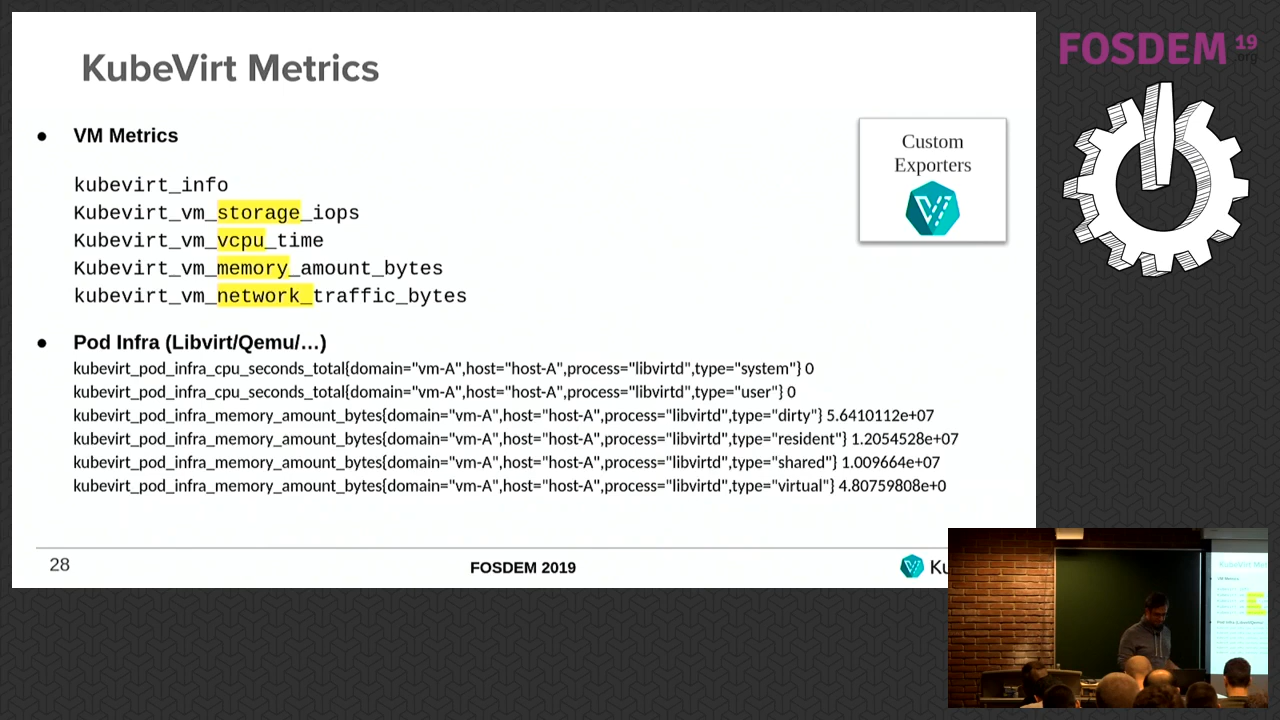 KubeVirt Metrics
● VM Metrics
kubevirt_info
Kubevirt_vm_storage_iops
Kubevirt_vm_vcpu_time
Kubevirt_vm_memory_amount_bytes
kubevirt_vm_network_traffic_bytes
● Pod Infra (Libvirt/Qemu/…)
kubevirt_pod_infra_cpu_seconds_total{domain="vm-A",host="host-A",process="libvirtd",type="system"} 0
kubevirt_pod_infra_cpu_seconds_total{domain="vm-A",host="host-A",process="libvirtd",type="user"} 0
kubevirt_pod_infra_memory_amount_bytes{domain="vm-A",host="host-A",process="libvirtd",type="dirty"} 5.6410112e+07
kubevirt_pod_infra_memory_amount_bytes{domain="vm-A",host="host-A",process="libvirtd",type="resident"} 1.2054528e+07
kubevirt_pod_infra_memory_amount_bytes{domain="vm-A",host="host-A",process="libvirtd",type="shared"} 1.009664e+07
kubevirt_pod_infra_memory_amount_bytes{domain="vm-A",host="host-A",process="libvirtd",type="virtual"} 4.80759808e+0
Custom
Exporters
28
FOSDEM 2019
Ku
FOSDEM 19
.org
KubeVirt Met